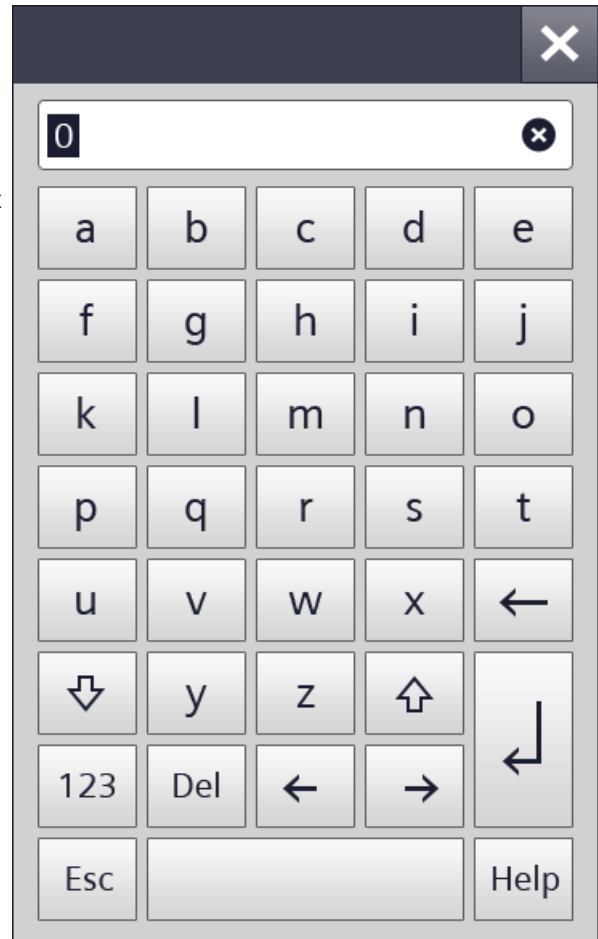 0
a b c d e
f g h i j
k l m n o
p q r s t
u v w x ←
y z
123 Del ← →
Esc Help